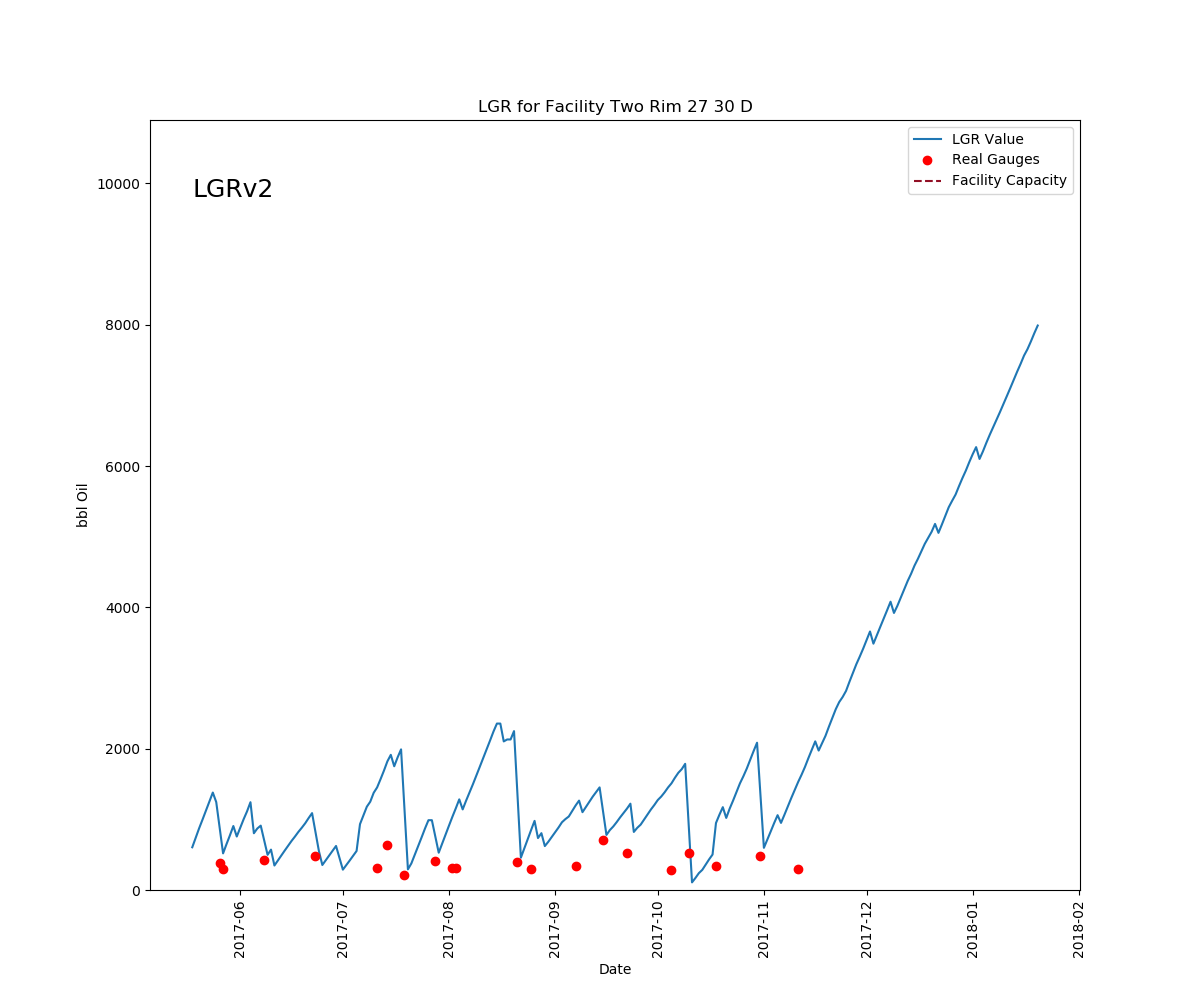 LGR for Facility Two Rim 27 30 D
LGR Value
Real Gauges
Facility Capacity
LGRv2
10000
8000
6000
4000
2000
0
bbl Oil
2017-06
2017-07
2017-08
2017-09
2017-10
2017-11
2017-12
2018-01
2018-02
Date